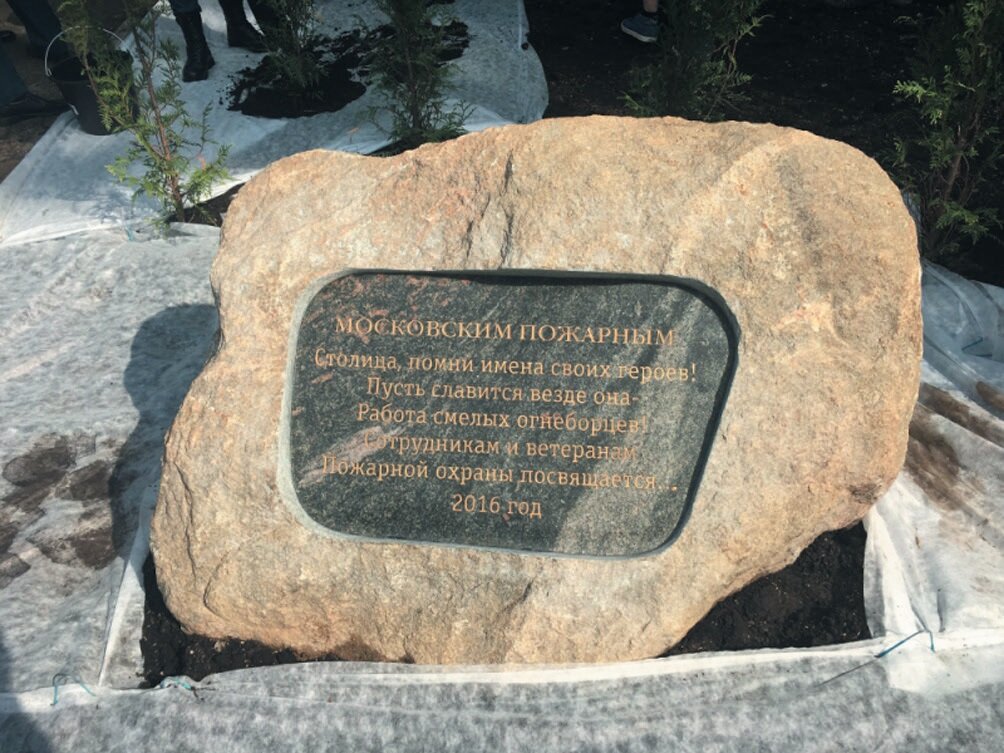 МОСКОВСКИМ ПОЖАРНЫМ
Столица, помни имена своих героев!
Пусть славится везде она-
Работа смелых огнеборцев!
Сотрудникам и ветеранам
Пожарной охраны посвящается...
2016 год